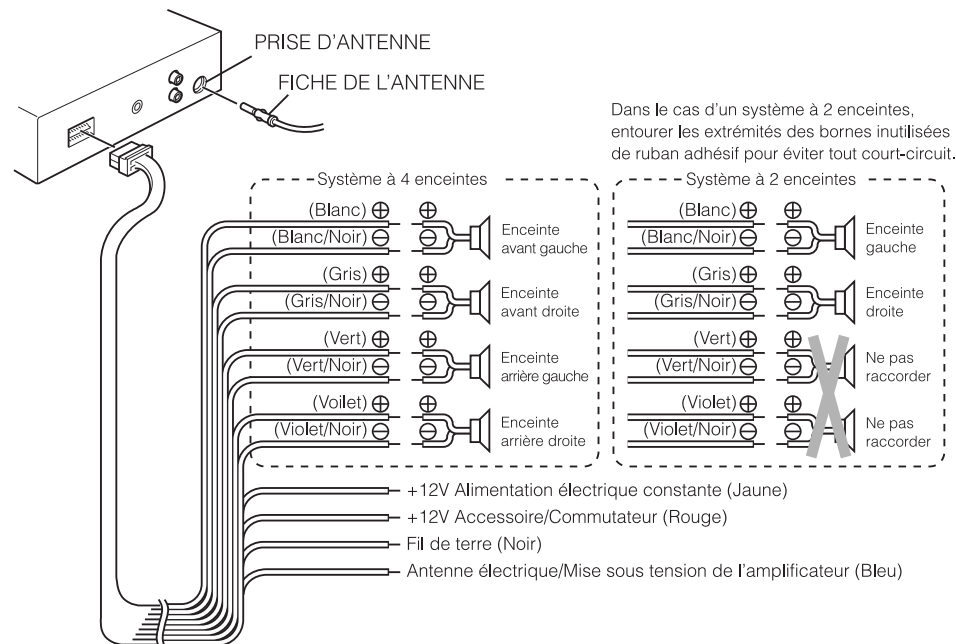 PRISE D'ANTENNE
FICHE DE L'ANTENNE
Dans le cas d'un système à 2 enceintes,
entourer les extrémités des bornes inutilisées
de ruban adhésif pour éviter tout court-circuit.
Système à 4 enceintes
(Blanc) ⊕ ⊕
(Blanc/Noir) ⊖ ⊖
Enceinte
avant gauche
(Gris) ⊕ ⊕
(Gris/Noir) ⊖ ⊖
Enceinte
avant droite
(Vert) ⊕ ⊕
(Vert/Noir) ⊖ ⊖
Enceinte
arrière gauche
(Voilet) ⊕ ⊕
(Violet/Noir) ⊖ ⊖
Enceinte
arrière droite
Système à 2 enceintes
(Blanc) ⊕ ⊕
(Blanc/Noir) ⊖ ⊖
Enceinte
gauche
(Gris) ⊕ ⊕
(Gris/Noir) ⊖ ⊖
Enceinte
droite
(Vert) ⊕ ⊕
(Vert/Noir) ⊖ ⊖
Ne pas
raccorder
(Violet) ⊕ ⊕
(Violet/Noir) ⊖ ⊖
Ne pas
raccorder
+12V Alimentation électrique constante (Jaune)
+12V Accessoire/Commutateur (Rouge)
Fil de terre (Noir)
Antenne électrique/Mise sous tension de l'amplificateur (Bleu)